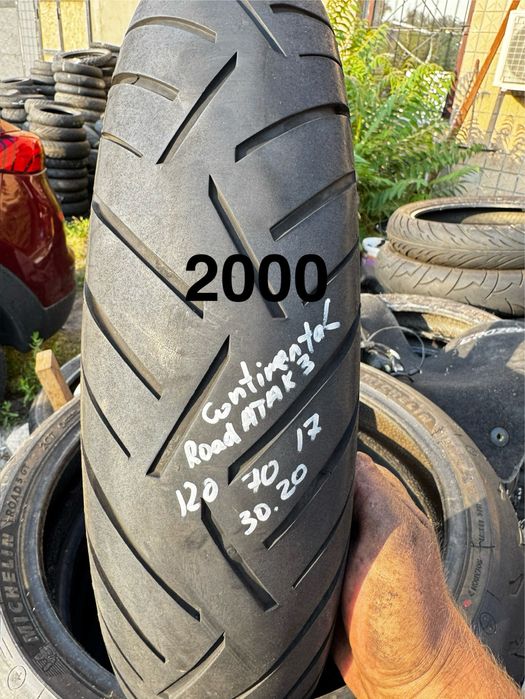 2000
Continental
Road ATAK 3
120 70 17
30.20
MICHELIN